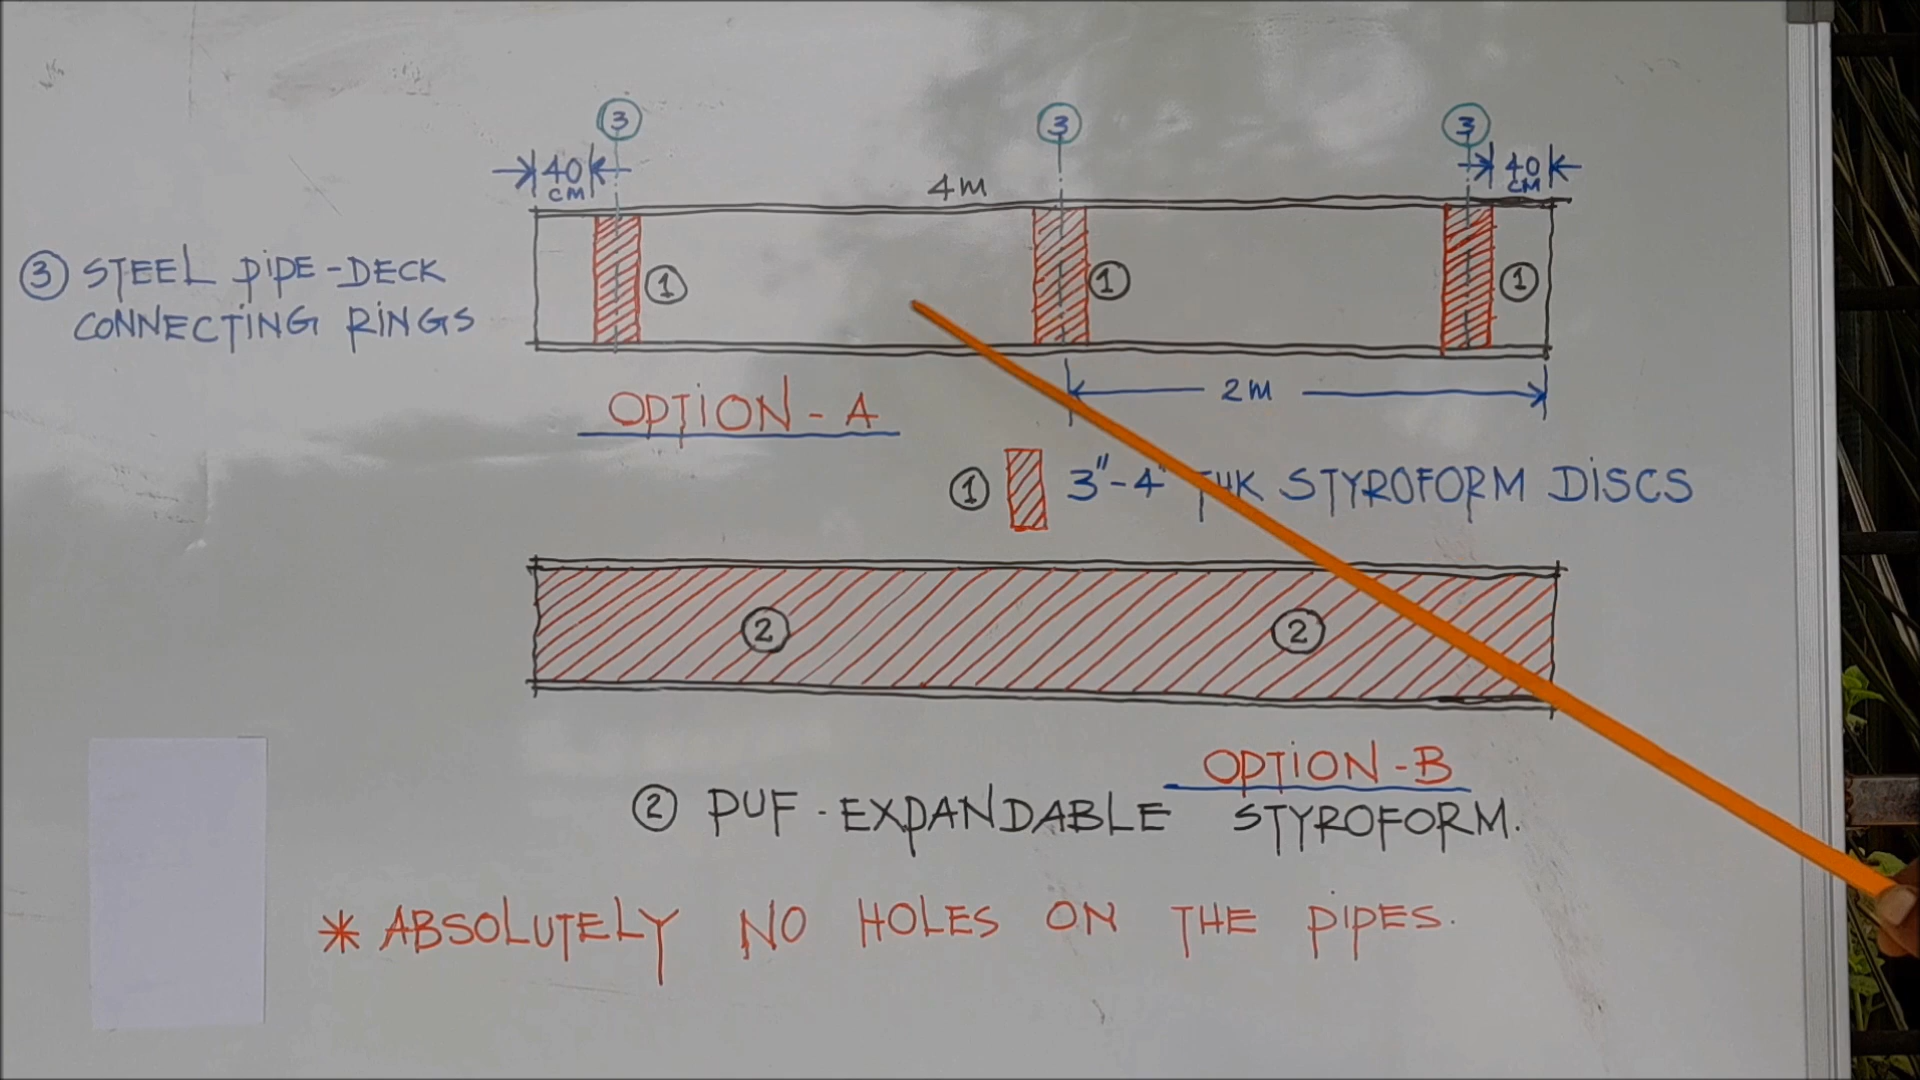 ③ ③ ③
40 CM
40 CM
4m
③ STEEL PIPE-DECK
CONNECTING RINGS
① ① ①
2M
OPTION - A
① 3"-4" THK STYROFORM DISCS
② ②
OPTION -B
② PUF - EXPANDABLE STYROFORM.
* ABSOLUTELY NO HOLES ON THE PIPES.